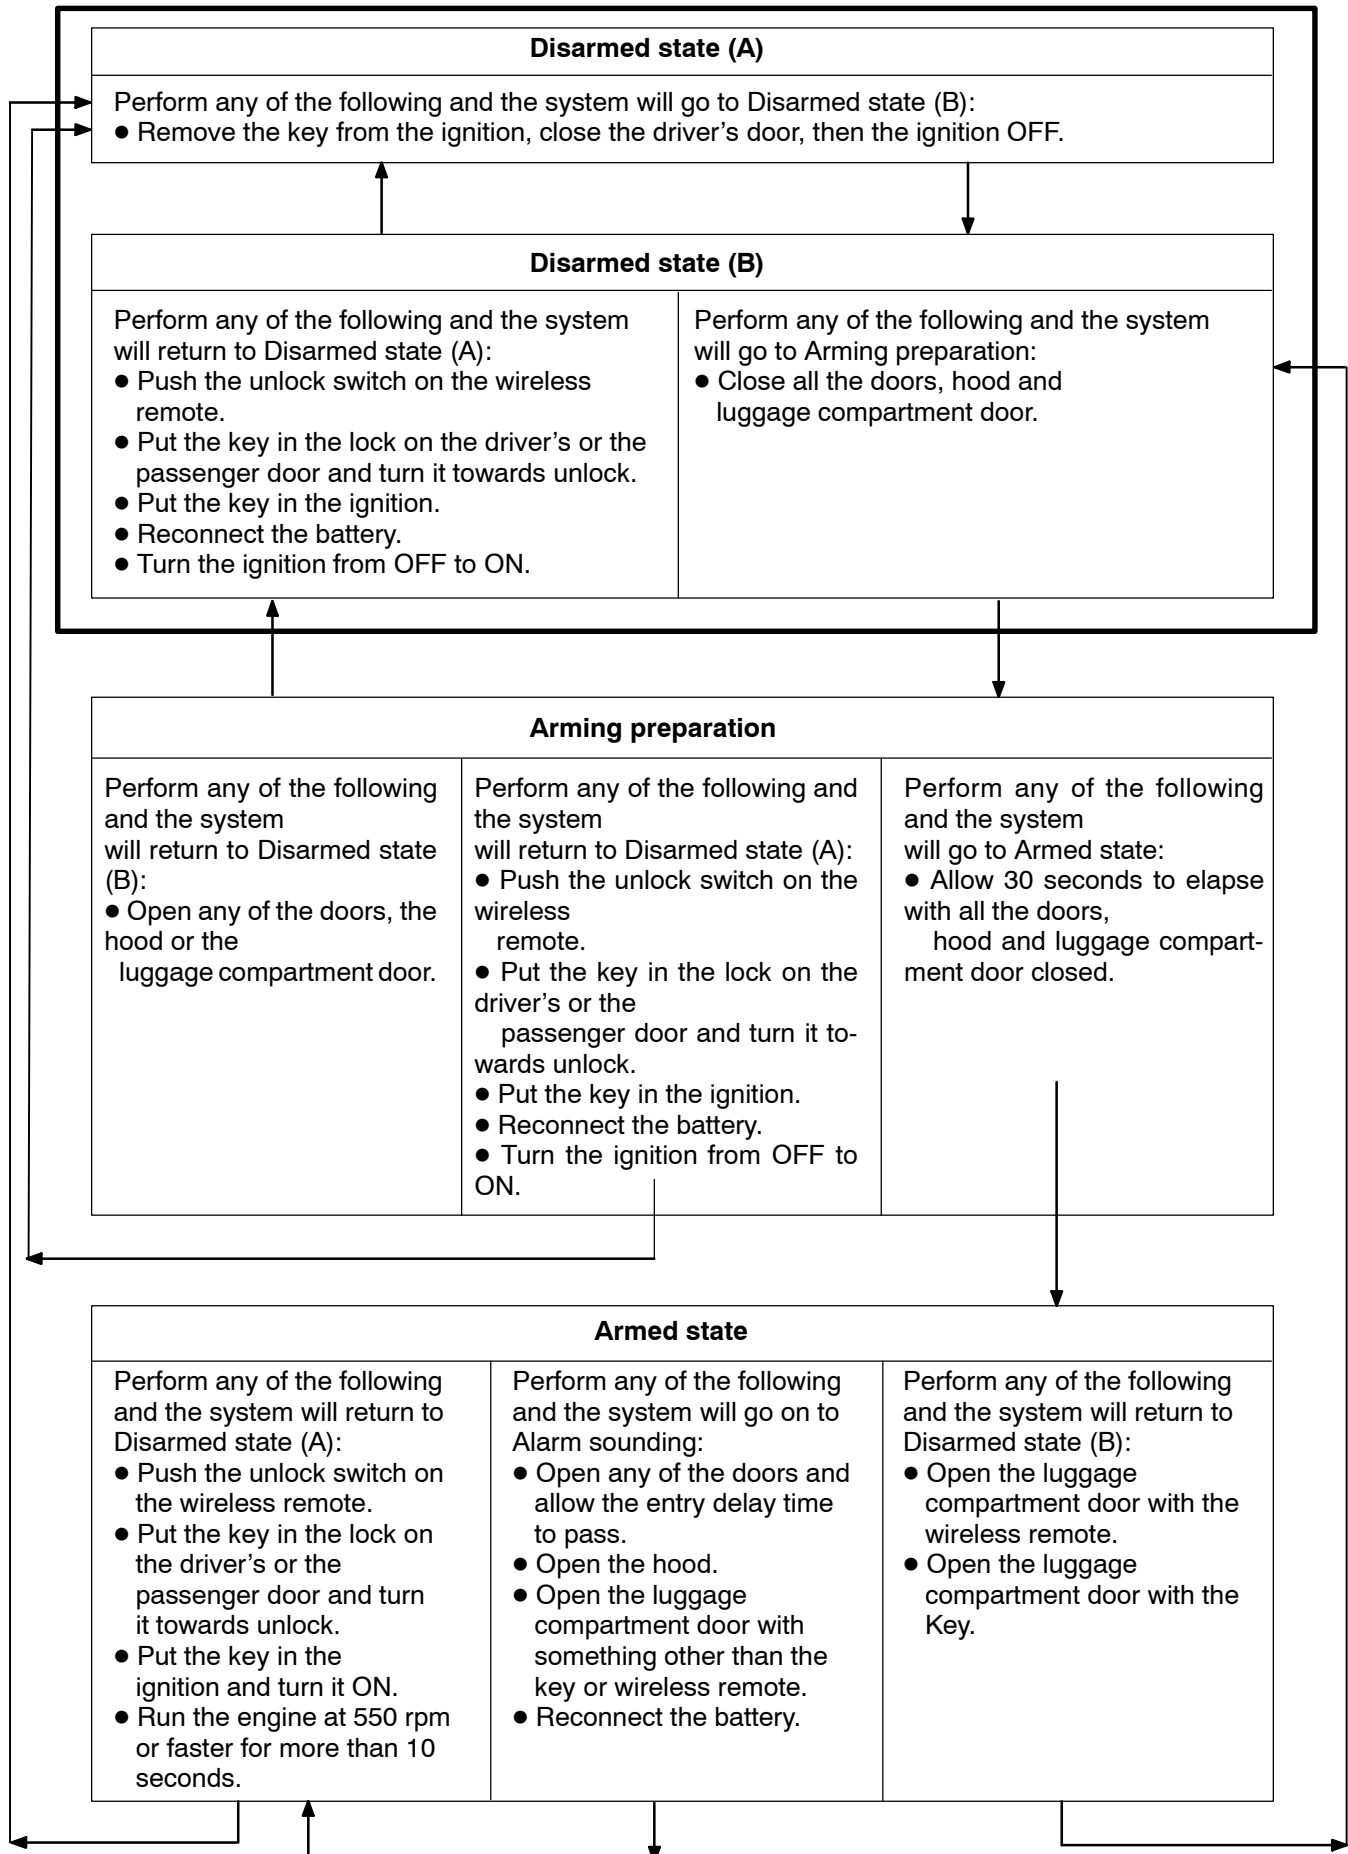 Disarmed state (A)
Perform any of the following and the system will go to Disarmed state (B):
● Remove the key from the ignition, close the driver's door, then the ignition OFF.
Disarmed state (B)
Perform any of the following and the system
will return to Disarmed state (A):
● Push the unlock switch on the wireless
remote.
● Put the key in the lock on the driver's or the
passenger door and turn it towards unlock.
● Put the key in the ignition.
● Reconnect the battery.
● Turn the ignition from OFF to ON.
Perform any of the following and the system
will go to Arming preparation:
● Close all the doors, hood and
luggage compartment door.
Arming preparation
Perform any of the following
and the system
will return to Disarmed state
(B):
● Open any of the doors, the
hood or the
luggage compartment door.
Perform any of the following and
the system
will return to Disarmed state (A):
● Push the unlock switch on the
wireless
remote.
● Put the key in the lock on the
driver's or the
passenger door and turn it to-
wards unlock.
● Put the key in the ignition.
● Reconnect the battery.
● Turn the ignition from OFF to
ON.
Perform any of the following
and the system
will go to Armed state:
● Allow 30 seconds to elapse
with all the doors,
hood and luggage compart-
ment door closed.
Armed state
Perform any of the following
and the system will return to
Disarmed state (A):
● Push the unlock switch on
the wireless remote.
● Put the key in the lock on
the driver's or the
passenger door and turn
it towards unlock.
● Put the key in the
ignition and turn it ON.
● Run the engine at 550 rpm
or faster for more than 10
seconds.
Perform any of the following
and the system will go on to
Alarm sounding:
● Open any of the doors and
allow the entry delay time
to pass.
● Open the hood.
● Open the luggage
compartment door with
something other than the
key or wireless remote.
● Reconnect the battery.
Perform any of the following
and the system will return to
Disarmed state (B):
● Open the luggage
compartment door with the
wireless remote.
● Open the luggage
compartment door with the
Key.